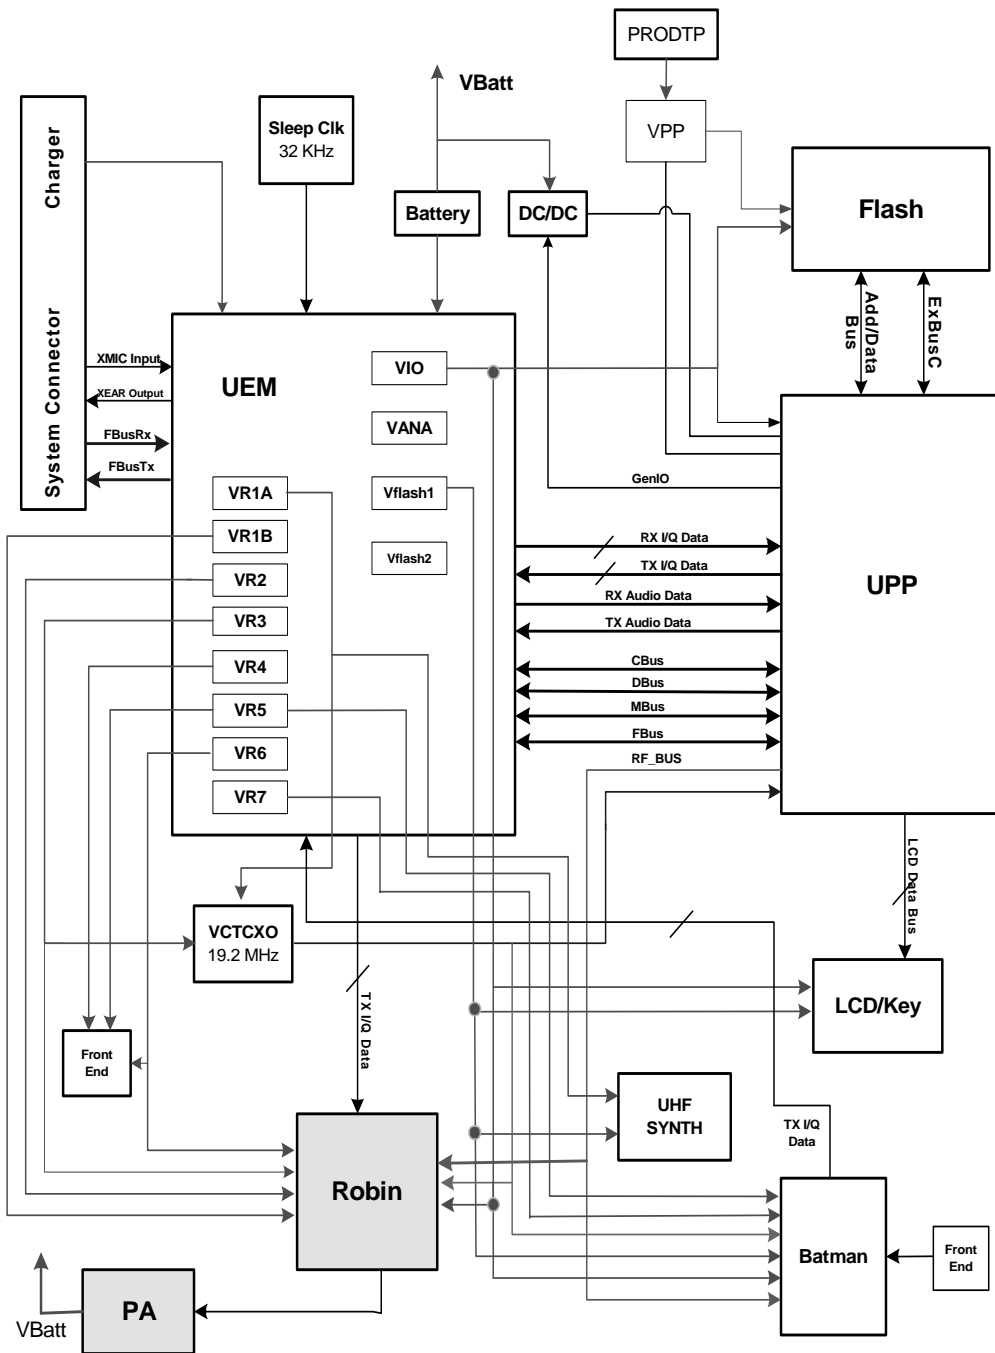 PRODTP
VBatt
VPP
Charger
Sleep Clk
32 KHz
Battery
DC/DC
Flash
System Connector
XMIC Input
XEAR Output
FBusRx
FBusTx
UEM
VIO
VANA
Vflash1
Vflash2
VR1A
VR1B
VR2
VR3
VR4
VR5
VR6
VR7
Add/Data
Bus
ExBusC
GenIO
RX I/Q Data
TX I/Q Data
RX Audio Data
TX Audio Data
CBus
DBus
MBus
FBus
RF_BUS
UPP
LCD Data Bus
VCTCXO
19.2 MHz
TX I/Q Data
LCD/Key
Front
End
UHF
SYNTH
TX I/Q
Data
Robin
Batman
Front
End
PA
VBatt